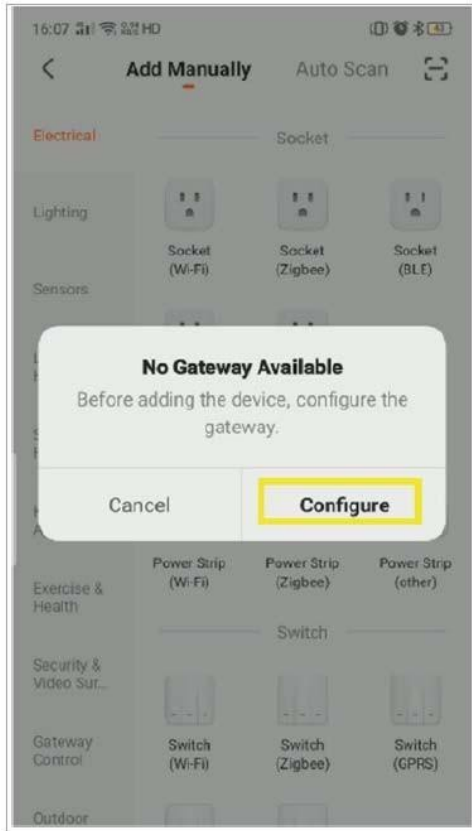 16:07 HD
Add Manually Auto Scan
Electrical
Socket
Lighting
Socket
(Wi-Fi)
Socket
(Zigbee)
Socket
(BLE)
Sensors
No Gateway Available
Before adding the device, configure the
gateway.
Cancel
Configure
Power Strip
(Wi-Fi)
Power Strip
(Zigbee)
Power Strip
(other)
Exercise &
Health
Switch
Security &
Video Sur...
Gateway
Control
Switch
(Wi-Fi)
Switch
(Zigbee)
Switch
(GPRS)
Outdoor